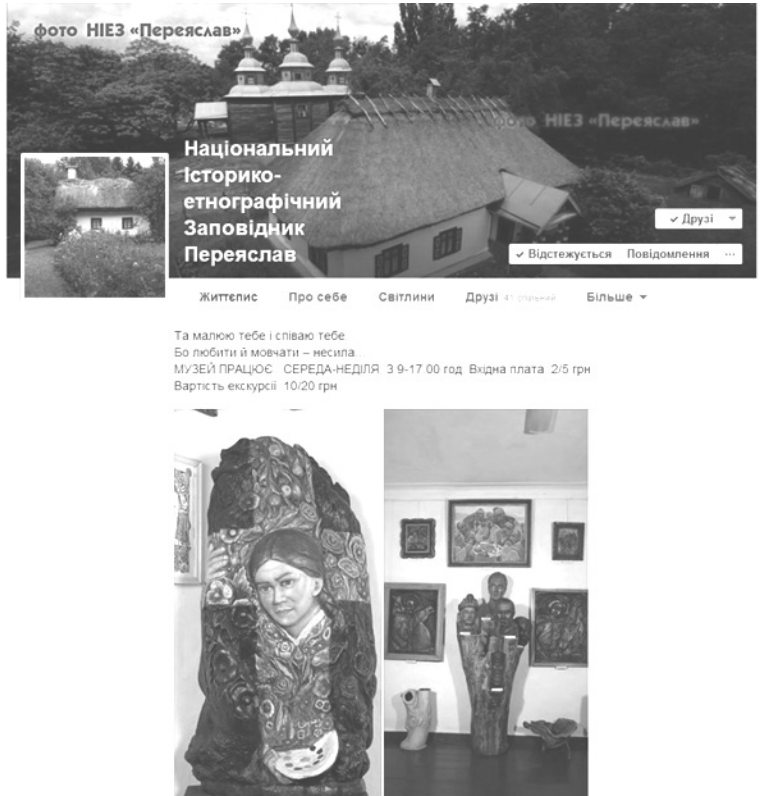 фото НІЕЗ «Переяслав»
фото НІЕЗ «Переяслав»
Національний
Історико-
етнографічний
Заповідник
Переяслав
Друзі
Відстежується Повідомлення ...
Життєпис Про себе Світлини Друзі 41 спільний Більше
Та малюю тебе і співаю тебе
Бо любити й мовчати – несила...
МУЗЕЙ ПРАЦЮЄ СЕРЕДА-НЕДІЛЯ З 9-17 00 год Вхідна плата 2/5 грн
Вартість екскурсії 10/20 грн